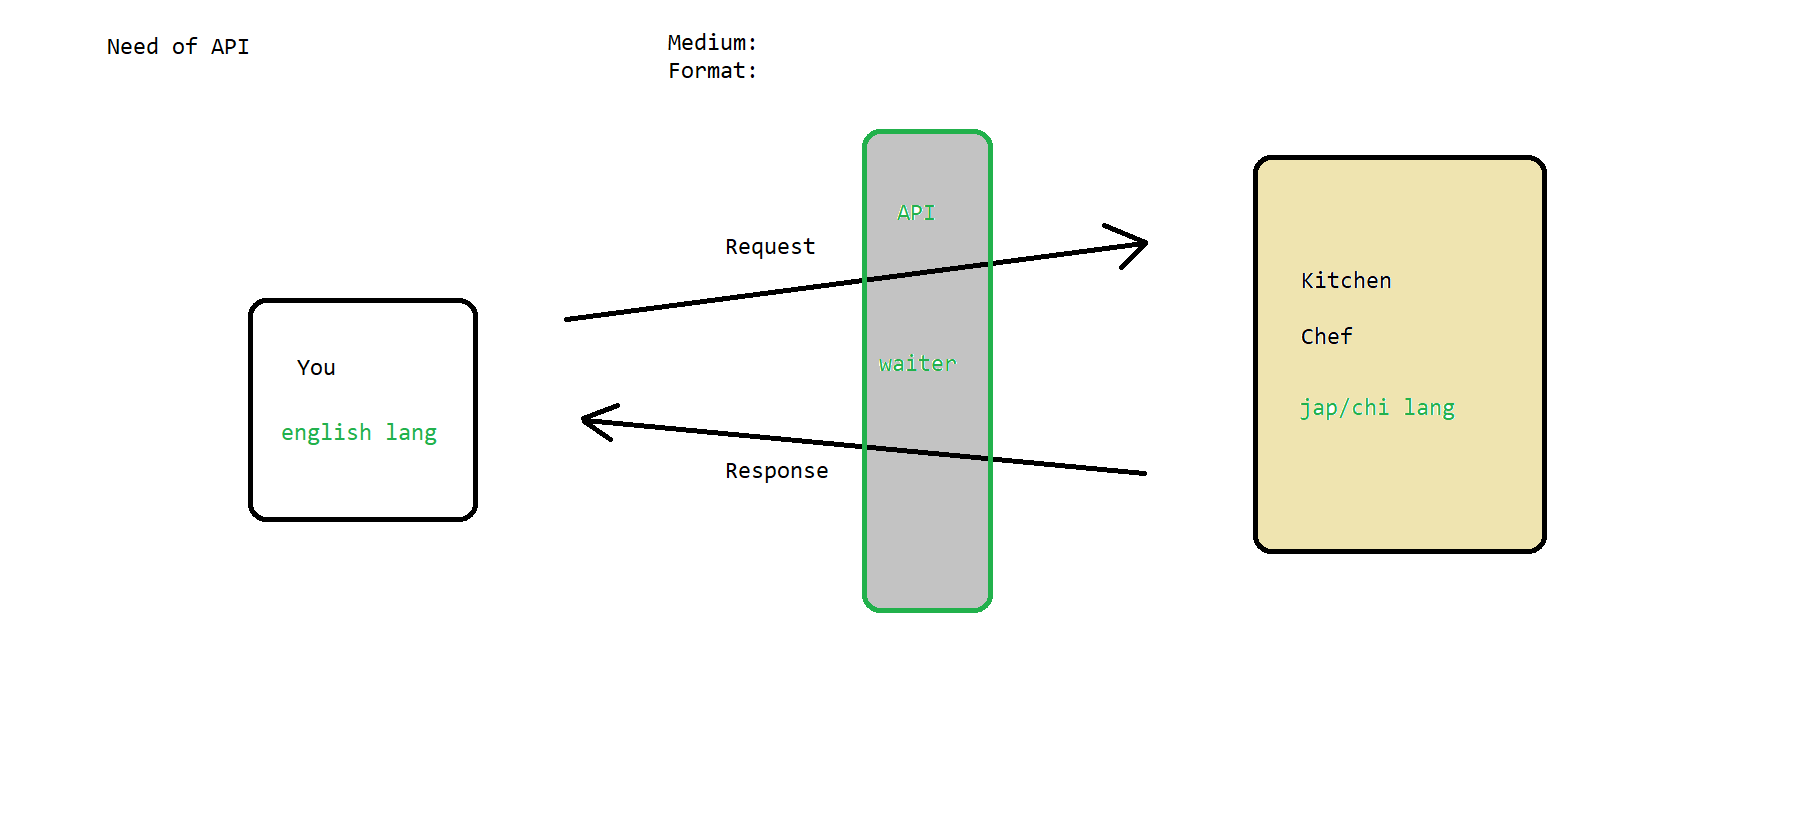 Need of API
Medium:
Format:
API
Request
waiter
Response
You
english lang
Kitchen
Chef
jap/chi lang